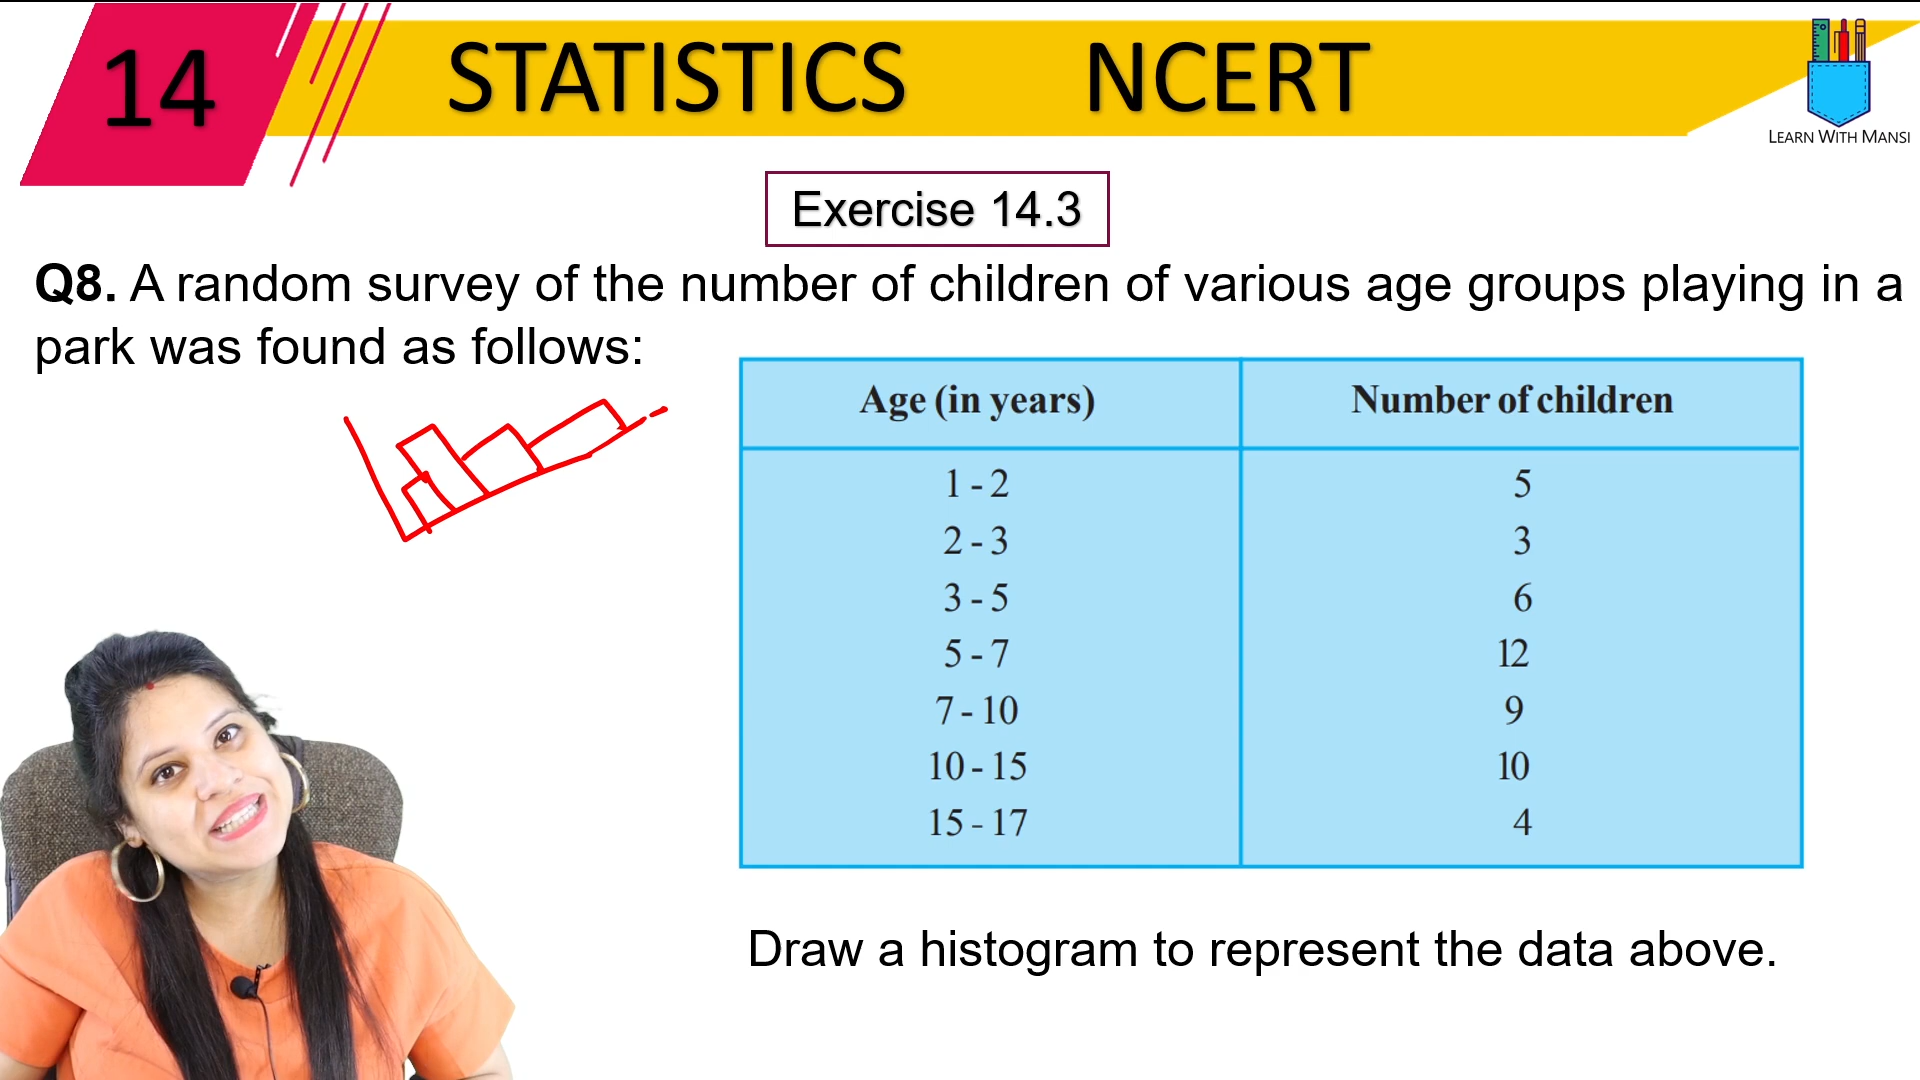 14
STATISTICS NCERT
LEARN WITH MANSI
Exercise 14.3
Q8. A random survey of the number of children of various age groups playing in a
park was found as follows:
Age (in years) Number of children
1 - 2 5
2 - 3 3
3 - 5 6
5 - 7 12
7 - 10 9
10 - 15 10
15 - 17 4
Draw a histogram to represent the data above.